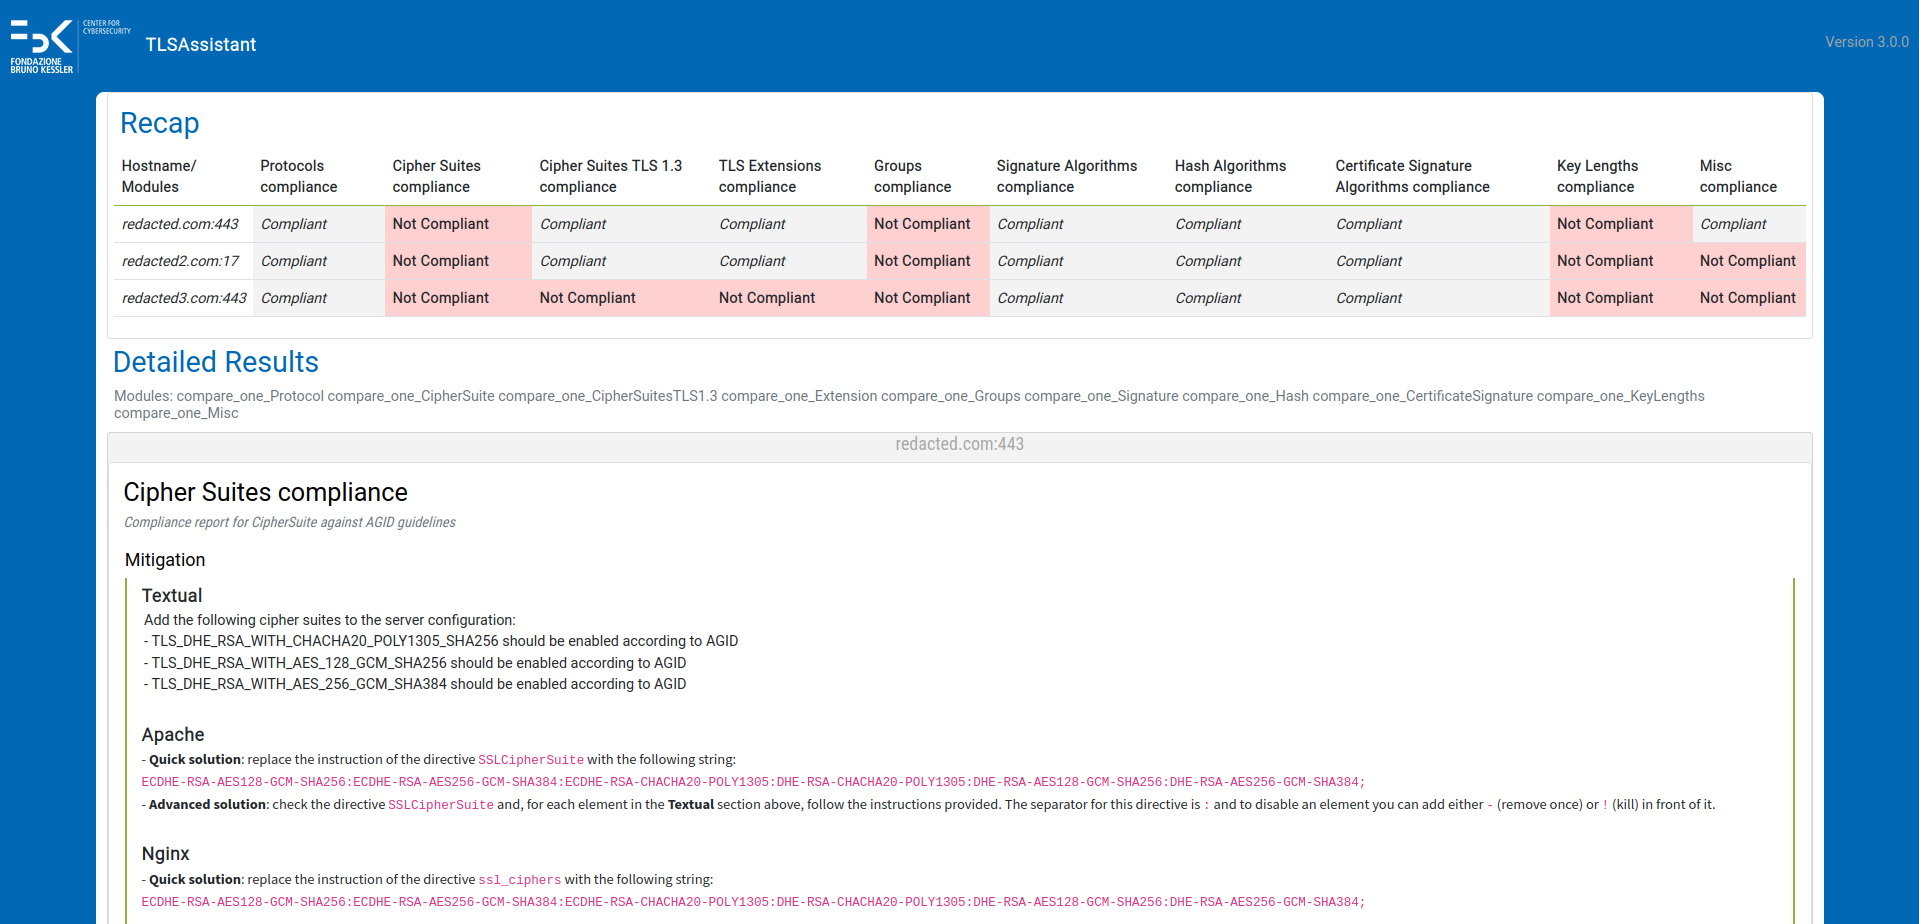 CENTER FOR
CYBERSECURITY
FONDAZIONE
BRUNO KESSLER
TLSAssistant
Version 3.0.0
Recap
Hostname/ Protocols Cipher Suites Cipher Suites TLS 1.3 TLS Extensions Groups Signature Algorithms Hash Algorithms Certificate Signature Key Lengths Misc
Modules compliance compliance compliance compliance compliance compliance compliance Algorithms compliance compliance compliance
redacted.com:443 Compliant Not Compliant Compliant Compliant Not Compliant Compliant Compliant Compliant Not Compliant Compliant
redacted2.com:17 Compliant Not Compliant Compliant Compliant Not Compliant Compliant Compliant Compliant Not Compliant Not Compliant
redacted3.com:443 Compliant Not Compliant Not Compliant Not Compliant Not Compliant Compliant Compliant Compliant Not Compliant Not Compliant
Detailed Results
Modules: compare_one_Protocol compare_one_CipherSuite compare_one_CipherSuitesTLS1.3 compare_one_Extension compare_one_Groups compare_one_Signature compare_one_Hash compare_one_CertificateSignature compare_one_KeyLengths
compare_one_Misc
redacted.com:443
Cipher Suites compliance
Compliance report for CipherSuite against AGID guidelines
Mitigation
Textual
Add the following cipher suites to the server configuration:
- TLS_DHE_RSA_WITH_CHACHA20_POLY1305_SHA256 should be enabled according to AGID
- TLS_DHE_RSA_WITH_AES_128_GCM_SHA256 should be enabled according to AGID
- TLS_DHE_RSA_WITH_AES_256_GCM_SHA384 should be enabled according to AGID
Apache
- Quick solution: replace the instruction of the directive SSLCipherSuite with the following string:
ECDHE-RSA-AES128-GCM-SHA256:ECDHE-RSA-AES256-GCM-SHA384:ECDHE-RSA-CHACHA20-POLY1305:DHE-RSA-CHACHA20-POLY1305:DHE-RSA-AES128-GCM-SHA256:DHE-RSA-AES256-GCM-SHA384;
- Advanced solution: check the directive SSLCipherSuite and, for each element in the Textual section above, follow the instructions provided. The separator for this directive is : and to disable an element you can add either - (remove once) or ! (kill) in front of it.
Nginx
- Quick solution: replace the instruction of the directive ssl_ciphers with the following string:
ECDHE-RSA-AES128-GCM-SHA256:ECDHE-RSA-AES256-GCM-SHA384:ECDHE-RSA-CHACHA20-POLY1305:DHE-RSA-CHACHA20-POLY1305:DHE-RSA-AES128-GCM-SHA256:DHE-RSA-AES256-GCM-SHA384;